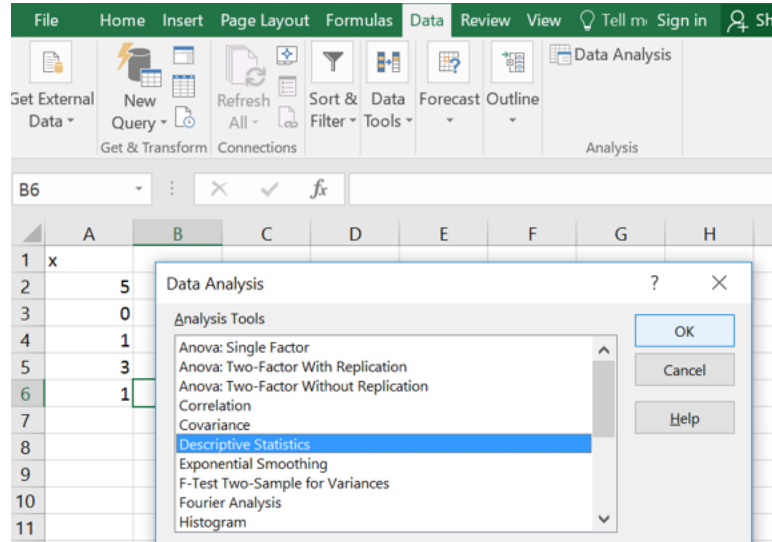 File Home Insert Page Layout Formulas Data Review View Tell m Sign in Sh
Get External Data
New Query
Refresh All
Sort & Filter
Data Tools
Forecast
Outline
Data Analysis
Get & Transform Connections Analysis
B6 fx
A B C D E F G H
1 x
2 5
3 0
4 1
5 3
6 1
7
8
9
10
11
Data Analysis ?
Analysis Tools
Anova: Single Factor
Anova: Two-Factor With Replication
Anova: Two-Factor Without Replication
Correlation
Covariance
Descriptive Statistics
Exponential Smoothing
F-Test Two-Sample for Variances
Fourier Analysis
Histogram
OK
Cancel
Help